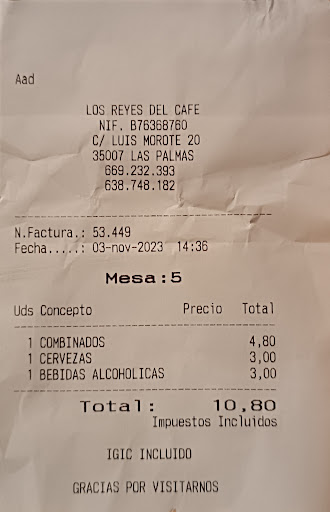 Aad
LOS REYES DEL CAFE
NIF. B76368760
C/ LUIS MOROTE 20
35007 LAS PALMAS
669.232.393
638.748.182
N.Factura.: 53.449
Fecha.....: 03-nov-2023 14:36
Mesa:5
Uds Concepto Precio Total
1 COMBINADOS 4,80
1 CERVEZAS 3,00
1 BEBIDAS ALCOHOLICAS 3,00
Total: 10,80
Impuestos Incluidos
IGIC INCLUIDO
GRACIAS POR VISITARNOS